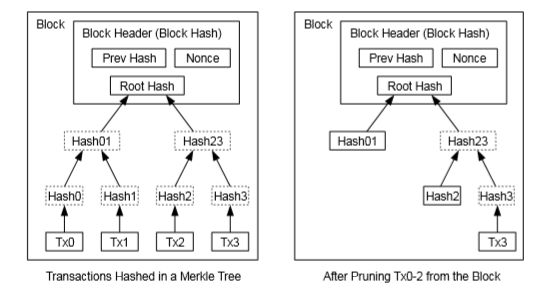 Block
Block Header (Block Hash)
Prev Hash
Nonce
Root Hash
Hash01
Hash23
Hash0
Hash1
Hash2
Hash3
Tx0
Tx1
Tx2
Tx3
Transactions Hashed in a Merkle Tree
Block
Block Header (Block Hash)
Prev Hash
Nonce
Root Hash
Hash01
Hash23
Hash2
Hash3
Tx3
After Pruning Tx0-2 from the Block